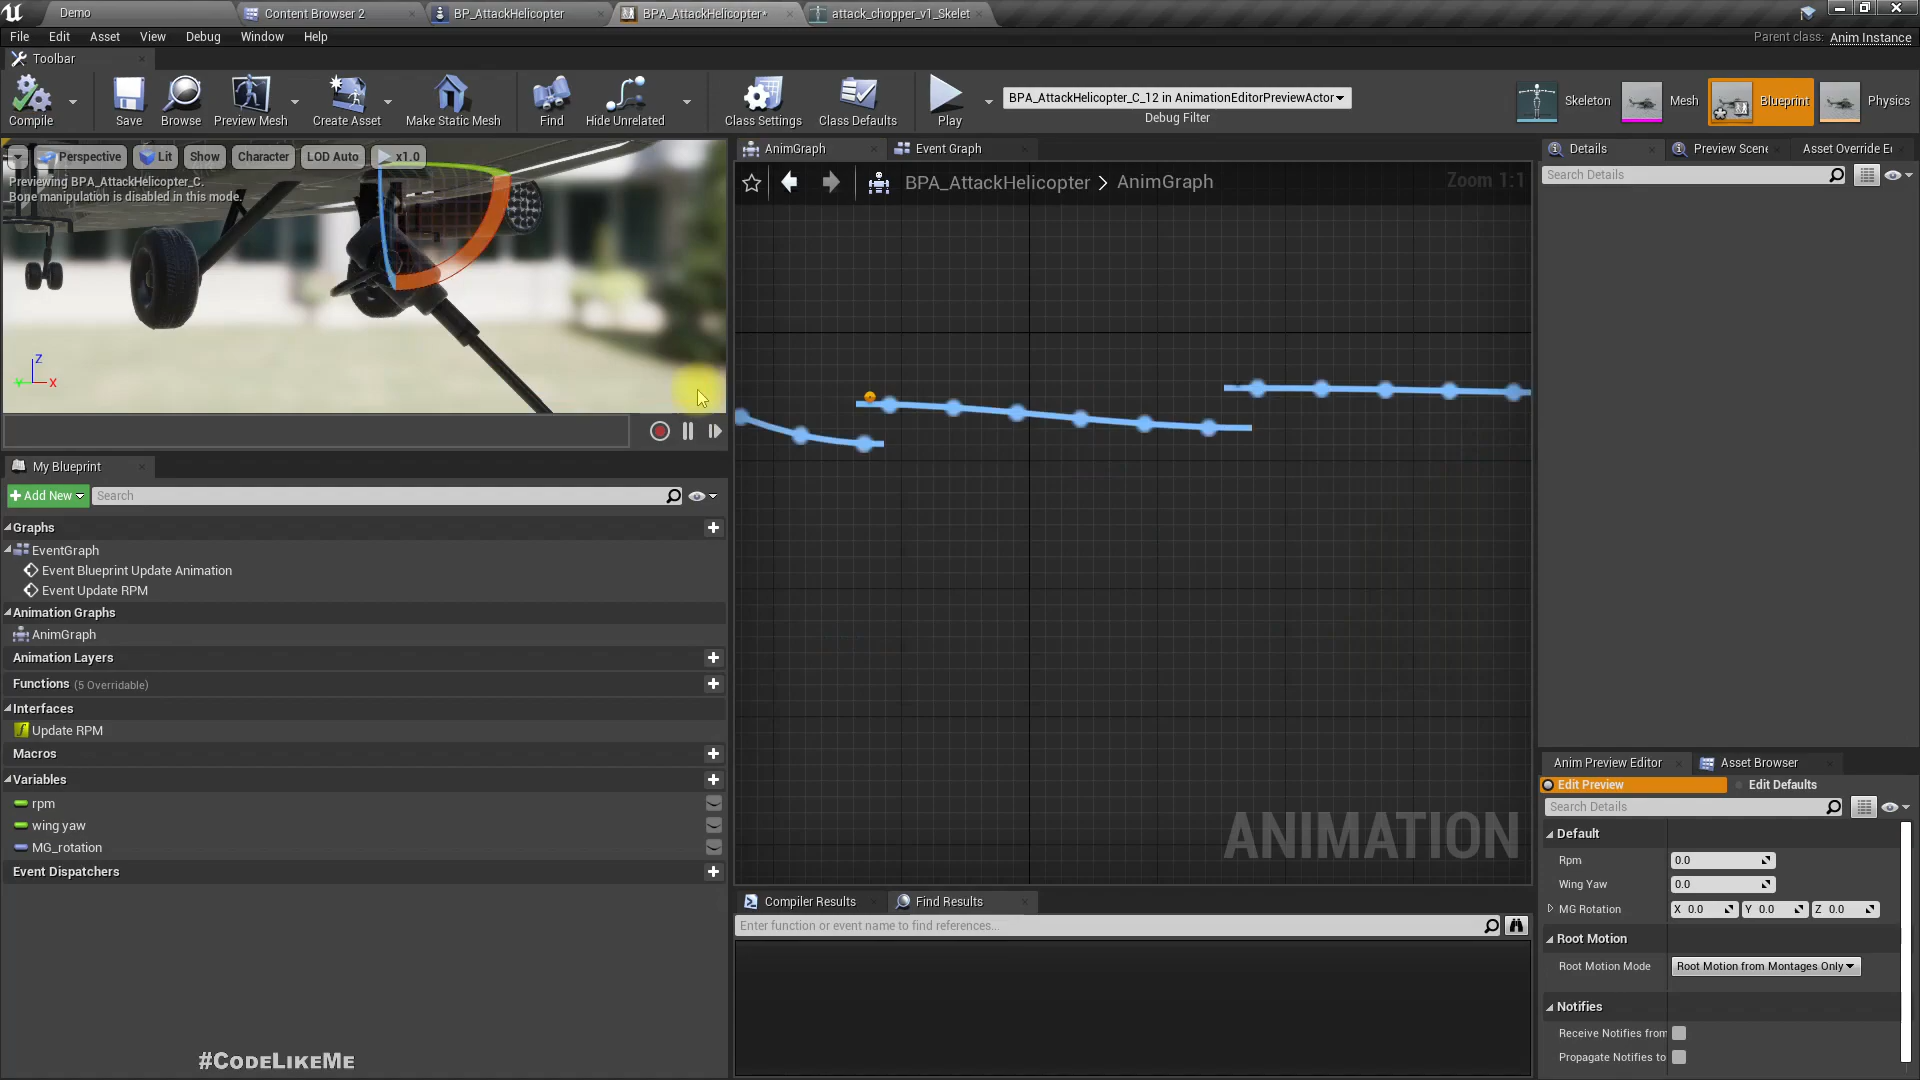 Demo
Content Browser 2
BP_AttackHelicopter
BPA_AttackHelicopter*
attack_chopper_v1_Skelet
File Edit Asset View Debug Window Help
Parent class: Anim Instance
Toolbar
Compile
Save
Browse
Preview Mesh
Create Asset
Make Static Mesh
Find
Hide Unrelated
Class Settings
Class Defaults
Play
BPA_AttackHelicopter_C_12 in AnimationEditorPreviewActor
Debug Filter
Skeleton
Mesh
Blueprint
Physics
Perspective
Lit
Show
Character
LOD Auto
x1.0
Previewing BPA_AttackHelicopter_C.
Bone manipulation is disabled in this mode.
Z
Y
X
AnimGraph
Event Graph
BPA_AttackHelicopter > AnimGraph
Zoom 1:1
ANIMATION
Details
Preview Scene
Asset Override E
Search Details
My Blueprint
Add New
Search
Graphs
EventGraph
Event Blueprint Update Animation
Event Update RPM
Animation Graphs
AnimGraph
Animation Layers
Functions (5 Overridable)
Interfaces
Update RPM
Macros
Variables
rpm
wing yaw
MG_rotation
Event Dispatchers
#CodeLikeMe
Compiler Results
Find Results
Enter function or event name to find references...
Anim Preview Editor
Asset Browser
Edit Preview
Edit Defaults
Search Details
Default
Rpm 0.0
Wing Yaw 0.0
MG Rotation X 0.0 Y 0.0 Z 0.0
Root Motion
Root Motion Mode Root Motion from Montages Only
Notifies
Receive Notifies from
Propagate Notifies to